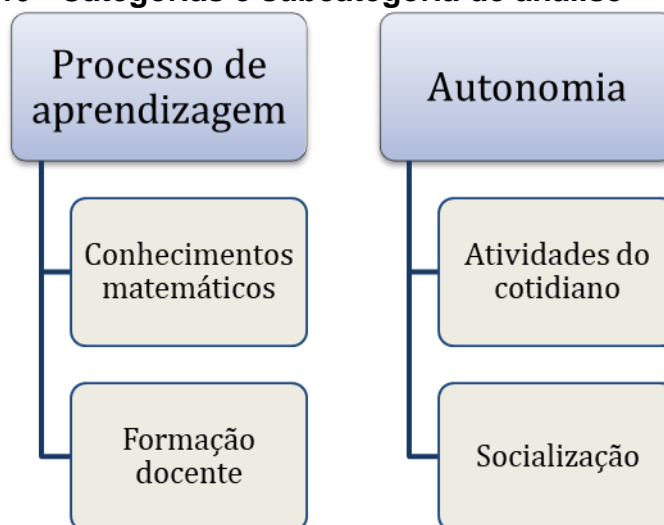 Categorias e subcategoria de análise
Processo de
aprendizagem
Conhecimentos
matemáticos
Formação
docente
Autonomia
Atividades do
cotidiano
Socialização